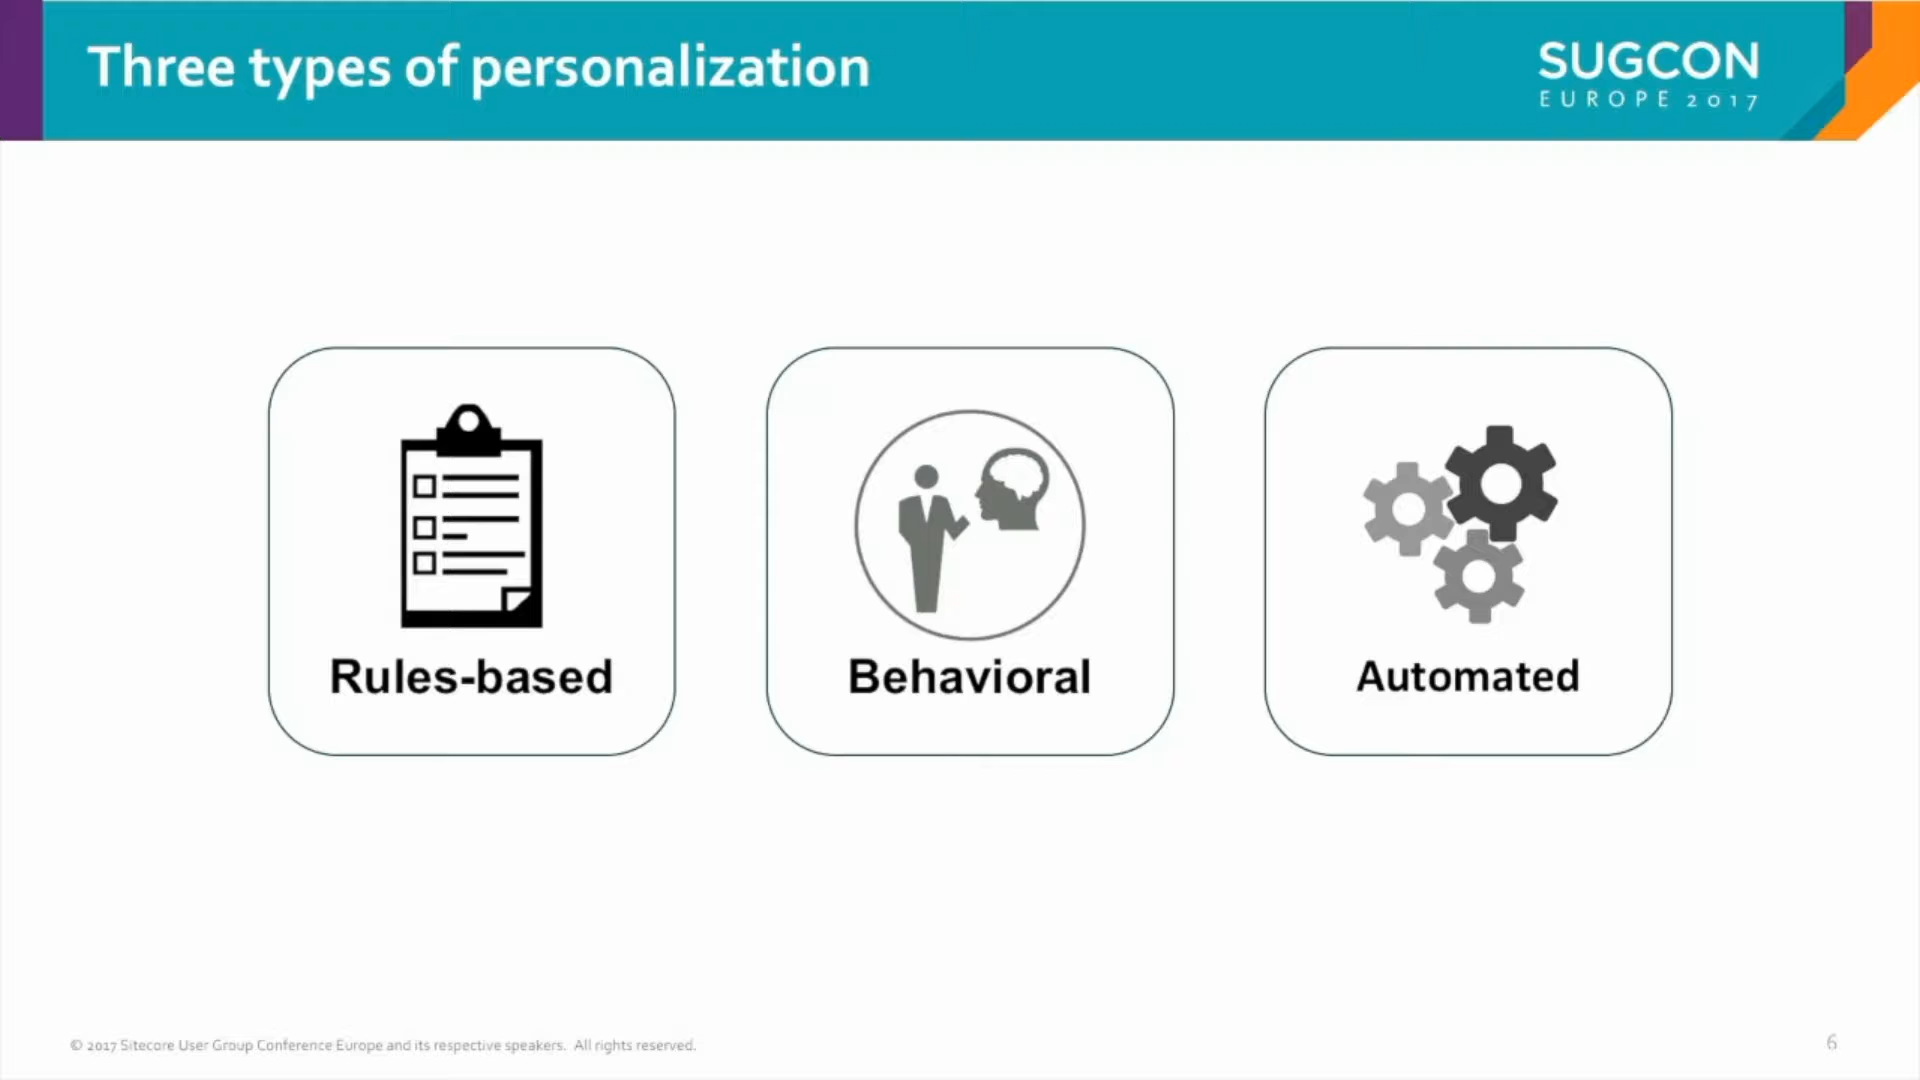 Three types of personalization
SUGCON
EUROPE 2017
Rules-based
Behavioral
Automated
© 2017 Sitecore User Group Conference Europe and its respective speakers. All rights reserved.
6